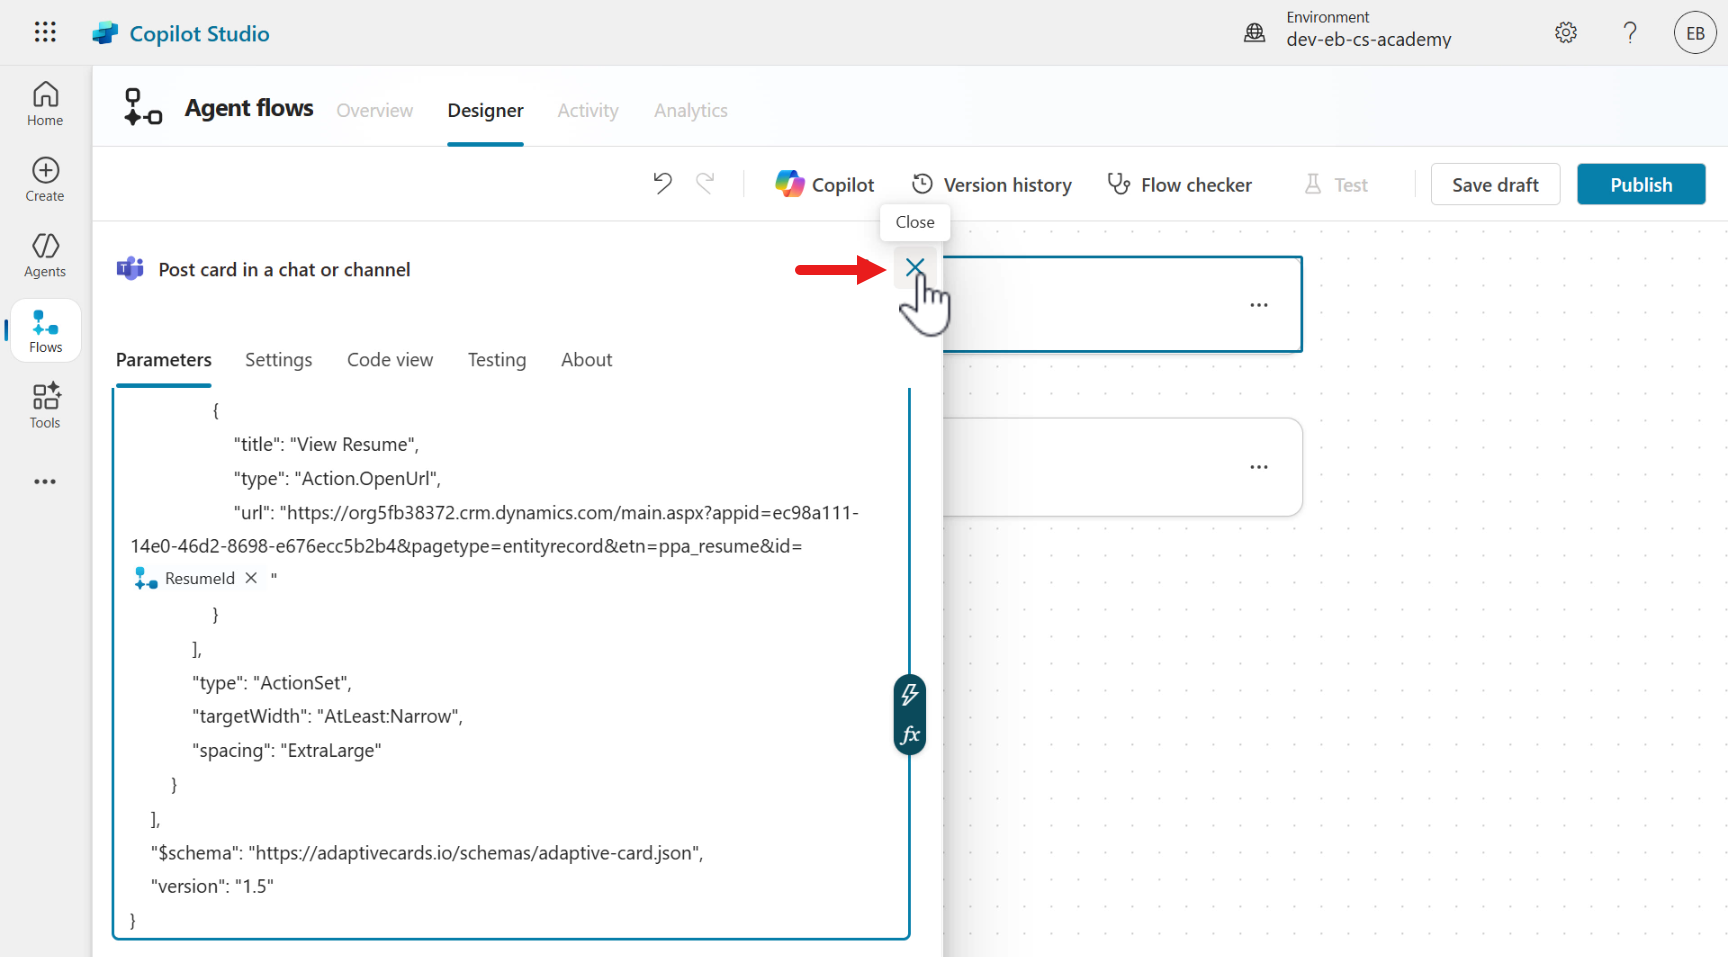 Copilot Studio
Environment
dev-eb-cs-academy
EB
Home
Create
Agents
Flows
Tools
Agent flows
Overview
Designer
Activity
Analytics
Copilot
Version history
Flow checker
Test
Save draft
Publish
Close
Post card in a chat or channel
Parameters
Settings
Code view
Testing
About
{
"title": "View Resume",
"type": "Action.OpenUrl",
"url": "https://org5fb38372.crm.dynamics.com/main.aspx?appid=ec98a111-
14e0-46d2-8698-e676ecc5b2b4&pagetype=entityrecord&etn=ppa_resume&id=
ResumeId "
}
],
"type": "ActionSet",
"targetWidth": "AtLeast:Narrow",
"spacing": "ExtraLarge"
}
],
"$schema": "https://adaptivecards.io/schemas/adaptive-card.json",
"version": "1.5"
}
fx